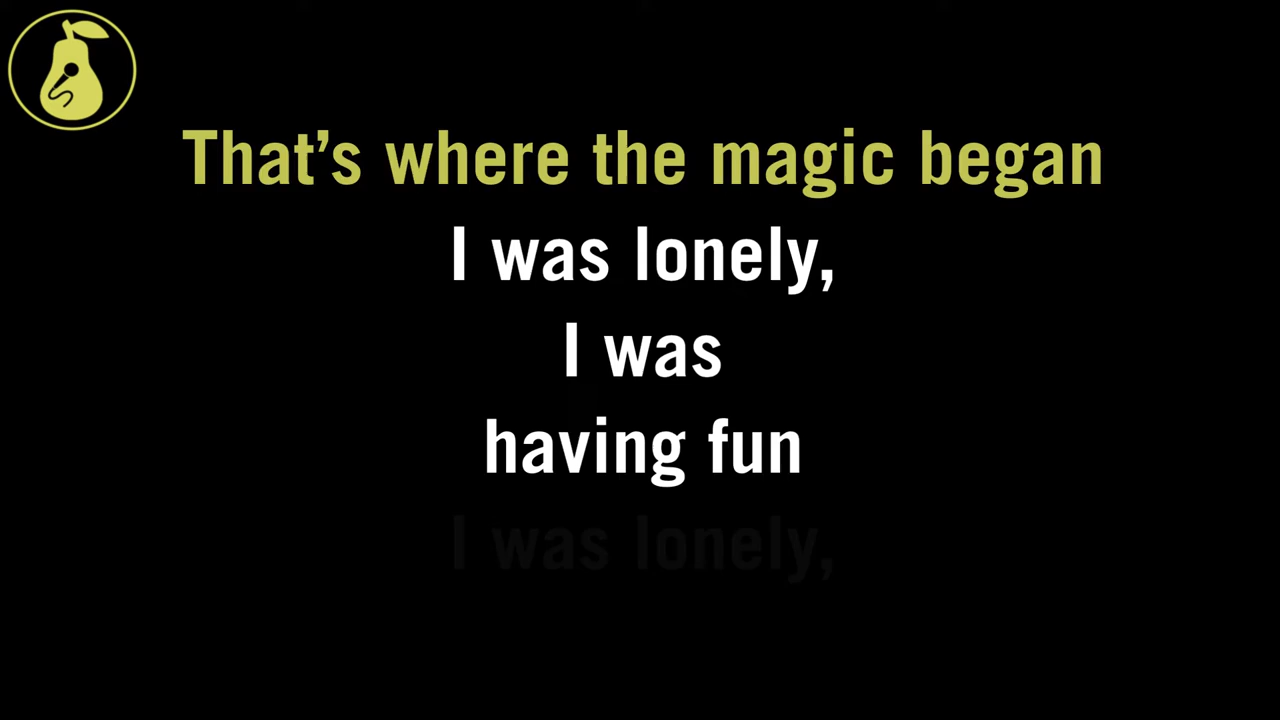 That’s where the magic began
I was lonely,
I was
having fun
I was lonely,